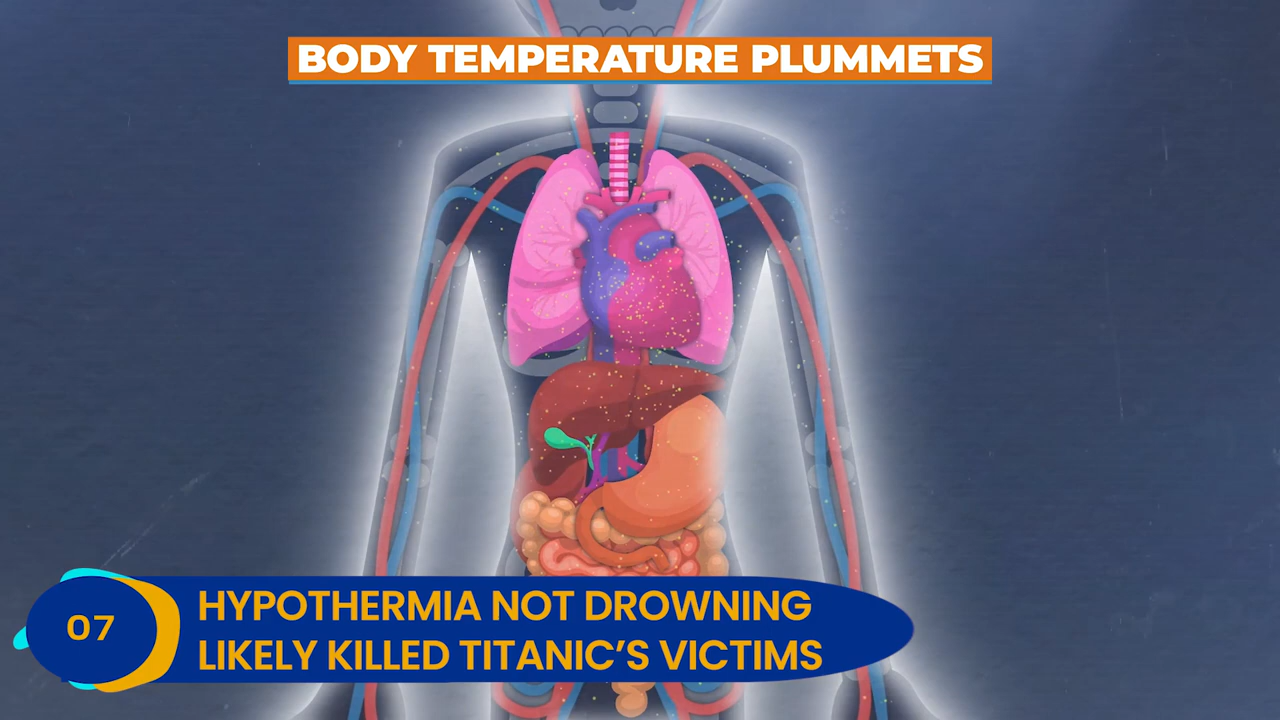 BODY TEMPERATURE PLUMMETS
07
HYPOTHERMIA NOT DROWNING
LIKELY KILLED TITANIC'S VICTIMS